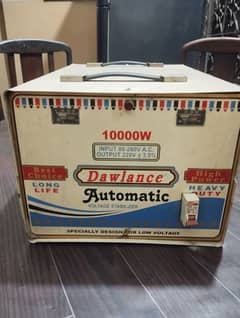 10000W
INPUT 90-260V A.C.
OUTPUT 220V ± 3.5%
Dawlance
Best
Choice
LONG
LIFE
High
Power
HEAVY
DUTY
Automatic
VOLTAGE STABILIZER
SPECIALLY DESIGN FOR LOW VOLTAGE